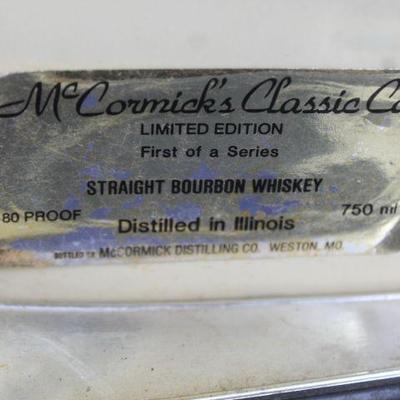 McCormick's Classic
LIMITED EDITION
First of a Series
STRAIGHT BOURBON WHISKEY
80 PROOF
750 ml
Distilled in Illinois
BOTTLED BY McCORMICK DISTILLING CO. WESTON, MO.